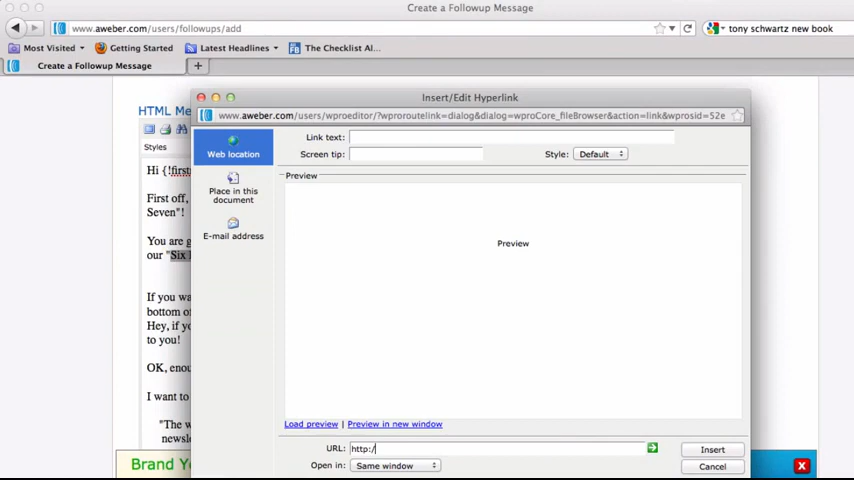 Create a Followup Message
www.aweber.com/users/followups/add
tony schwartz new book
Most Visited
Getting Started
Latest Headlines
The Checklist AI...
Create a Followup Message
Insert/Edit Hyperlink
www.aweber.com/users/wproeditor/?wproroutelink=dialog&dialog=wproCore_fileBrowser&action=link&wprosid=52e
HTML Me
Styles
Hi {!firs
First off,
Seven"!
You are g
our "Six
If you wa
bottom of
Hey, if yo
to you!
OK, enou
I want to
"The w
newsle
Brand Yo
Web location
Place in this
document
E-mail address
Link text:
Screen tip:
Style: Default
Preview
Preview
Load preview | Preview in new window
URL: http:/
Insert
Open in: Same window
Cancel